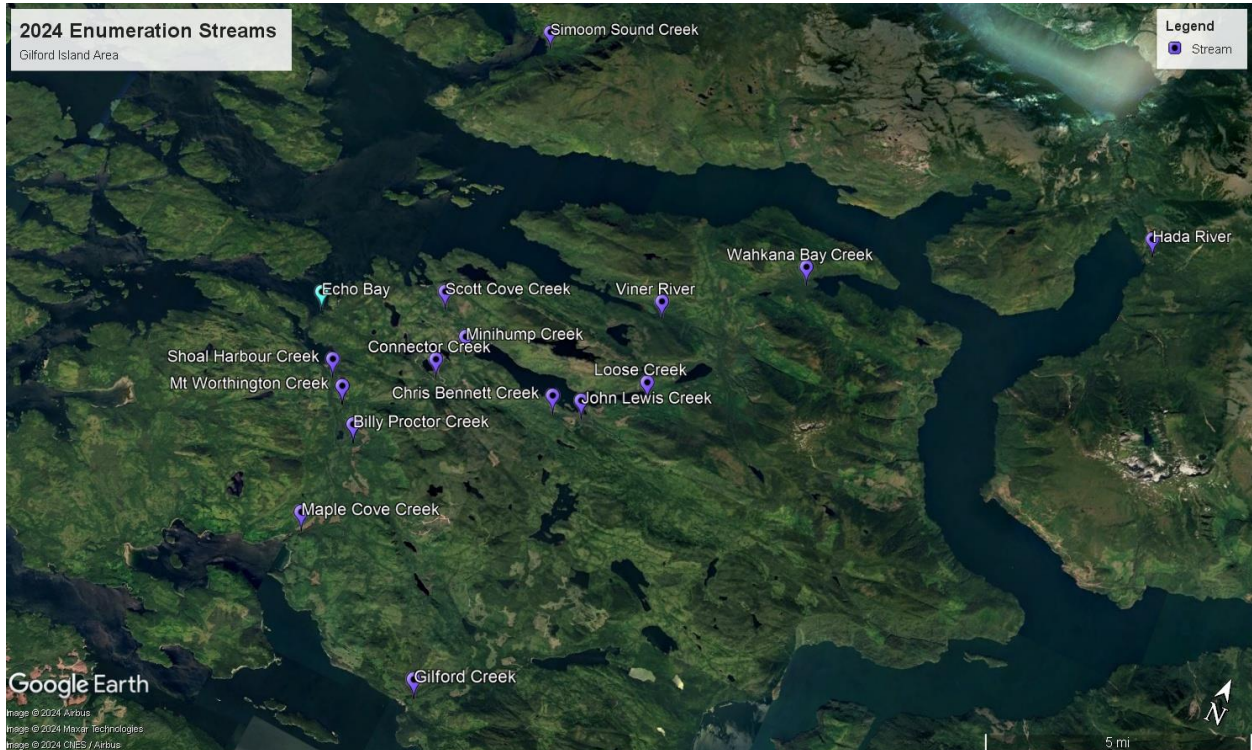 2024 Enumeration Streams
Gilford Island Area
Legend
Stream
Simoom Sound Creek
Hada River
Wahkana Bay Creek
Echo Bay
Scott Cove Creek
Viner River
Minihump Creek
Connector Creek
Shoal Harbour Creek
Loose Creek
Mt Worthington Creek
Chris Bennett Creek
John Lewis Creek
Billy Proctor Creek
Maple Cove Creek
Gilford Creek
Google Earth
Image © 2024 Airbus
Image © 2024 Maxar Technologies
Image © 2024 CNES / Airbus
N
5 mi